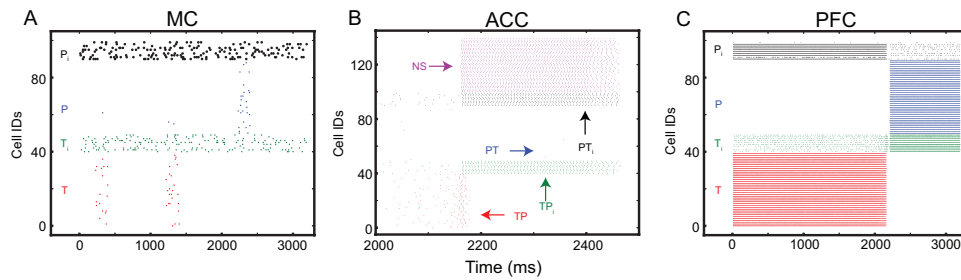 A
MC
Cell IDs
80
40
0
P_i
P
T_i
T
0
1000
2000
3000
B
ACC
Cell IDs
120
80
40
0
NS
PT
PT_i
TP_i
TP
2000
2200
2400
Time (ms)
C
PFC
Cell IDs
80
40
0
P_i
P
T_i
T
0
1000
2000
3000